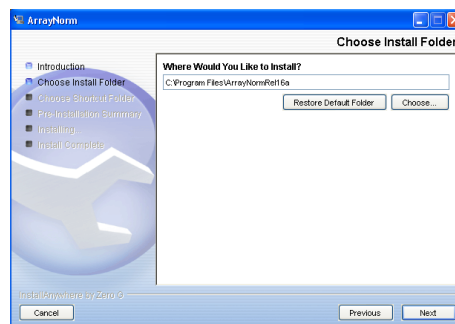 ArrayNorm
Choose Install Folder
Introduction
Choose Install Folder
Choose Shortcut Folder
Pre-Installation Summary
Installing...
Install Complete
Where Would You Like to Install?
C:\Program Files\ArrayNormRel16a
Restore Default Folder
Choose...
InstallAnywhere by Zero G
Cancel
Previous
Next